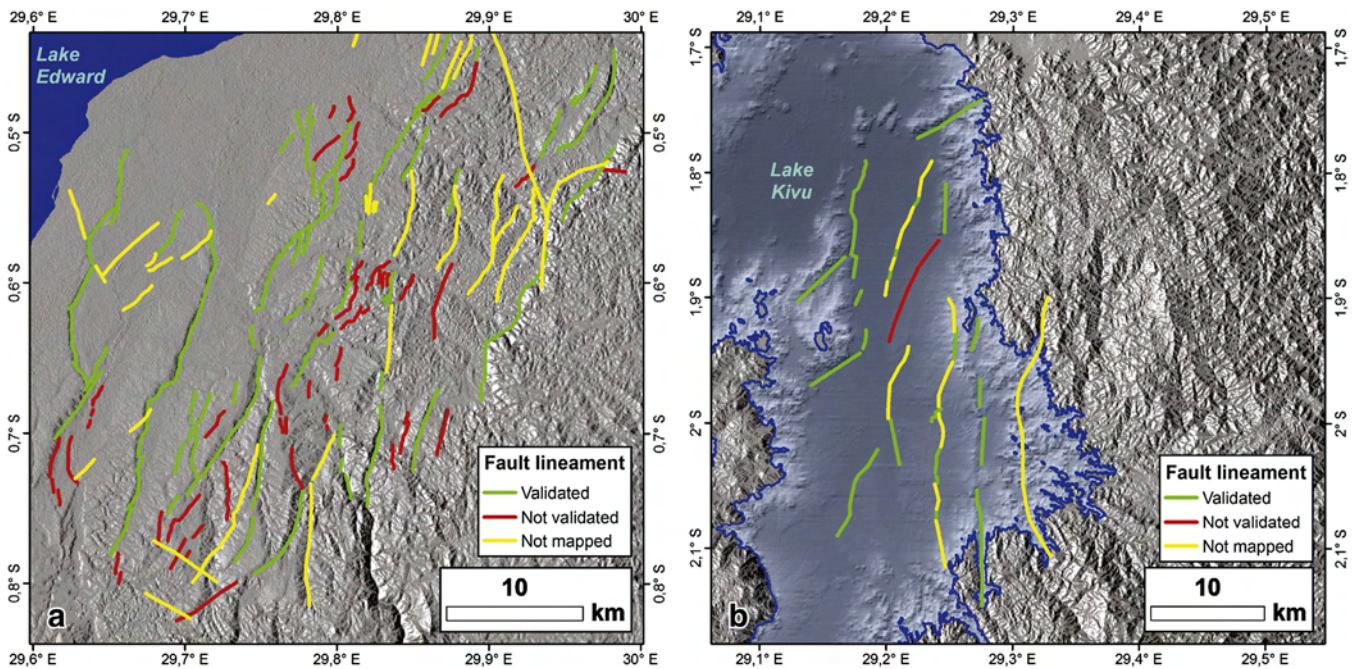 29,6° E 29,7° E 29,8° E 29,9° E 30° E
Lake
Edward
0,5° S
0,6° S
0,7° S
0,8° S
0,5° S
0,6° S
0,7° S
0,8° S
Fault lineament
Validated
Not validated
Not mapped
10
km
a
29,6° E 29,7° E 29,8° E 29,9° E 30° E
29,1° E 29,2° E 29,3° E 29,4° E 29,5° E
1,7° S
1,8° S
1,9° S
2° S
2,1° S
Lake
Kivu
1,7° S
1,8° S
1,9° S
2° S
2,1° S
Fault lineament
Validated
Not validated
Not mapped
10
km
b
29,1° E 29,2° E 29,3° E 29,4° E 29,5° E